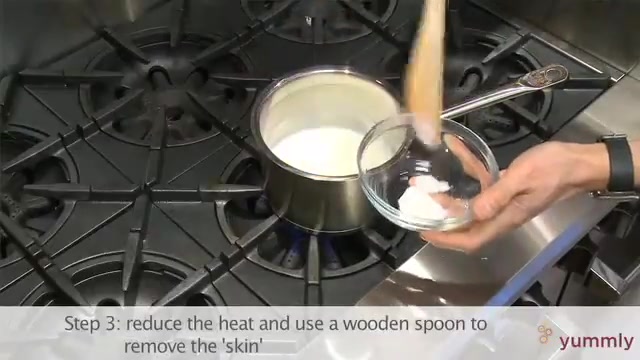 Step 3: reduce the heat and use a wooden spoon to
remove the 'skin'
yummly